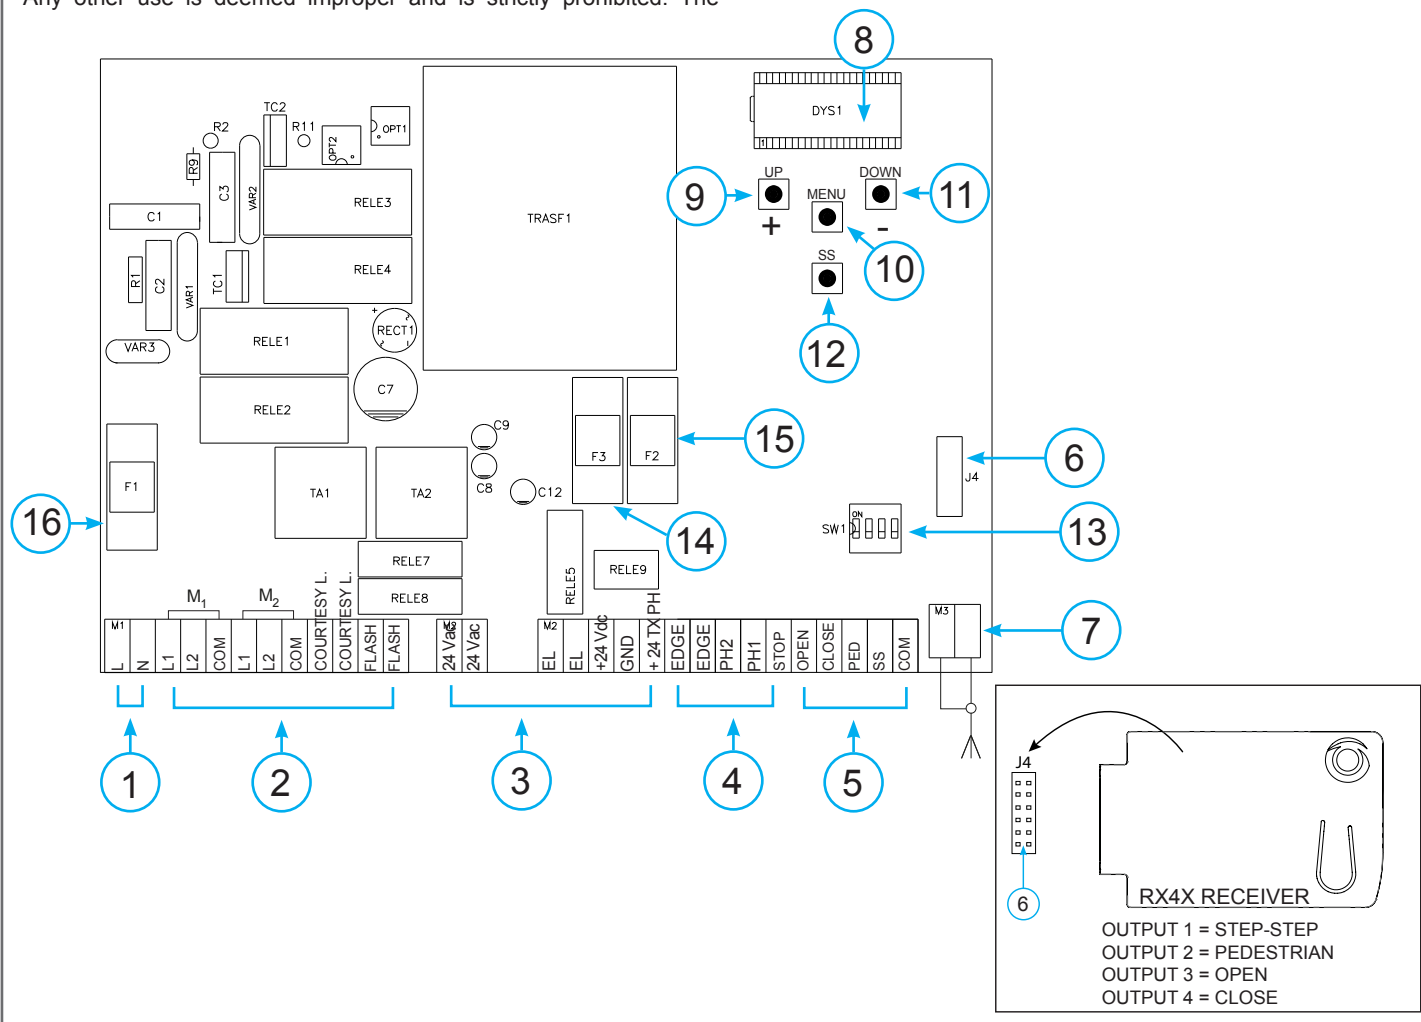 Any other use is deemed improper and is strictly prohibited. The
8
TC2
R2
R11
OPT1
OPT2
DYS1
1
R9
C3
VAR2
RELE3
TRASF1
UP
DOWN
MENU
9
11
+
-
C1
RELE4
SS
10
R1
C2
VAR1
TC1
+
RECT1
VAR3
RELE1
12
C7
RELE2
C9
15
F3
F2
6
J4
F1
TA1
TA2
C8
C12
16
ON
SW1
13
14
RELE7
RELE5
RELE9
RELE8
M1
M2
M1
L
N
L1
L2
COM
L1
L2
COM
COURTESY L.
COURTESY L.
FLASH
FLASH
M2
24 Vac
24 Vac
M2
EL
EL
+24 Vdc
GND
+ 24 TX PH
EDGE
EDGE
PH2
PH1
STOP
OPEN
CLOSE
PED
SS
COM
M3
7
1
2
3
4
5
J4
6
RX4X RECEIVER
OUTPUT 1 = STEP-STEP
OUTPUT 2 = PEDESTRIAN
OUTPUT 3 = OPEN
OUTPUT 4 = CLOSE